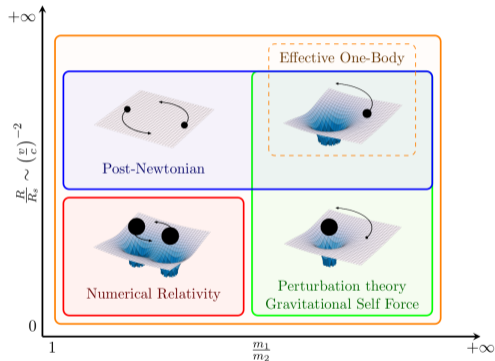 +∞
Effective One-Body
Post-Newtonian
R/R_s ∼ (v/c)^{-2}
Numerical Relativity
Perturbation theory
Gravitational Self Force
0
1
m_1/m_2
+∞